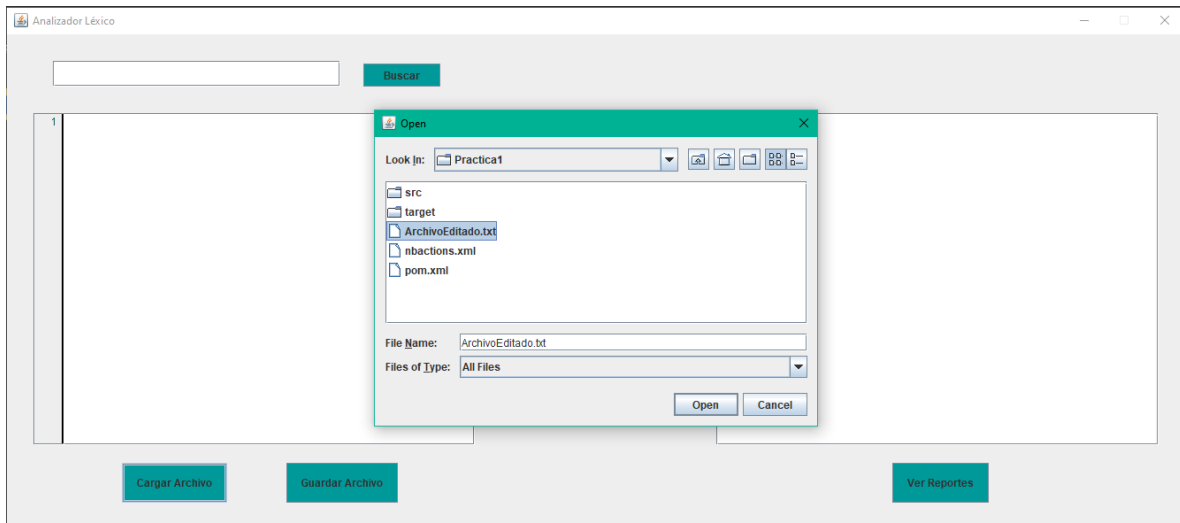 Analizador Léxico
Buscar
1
Open
Look In: Practica1
src
target
ArchivoEditado.txt
nbactions.xml
pom.xml
File Name: ArchivoEditado.txt
Files of Type: All Files
Open Cancel
Cargar Archivo Guardar Archivo Ver Reportes